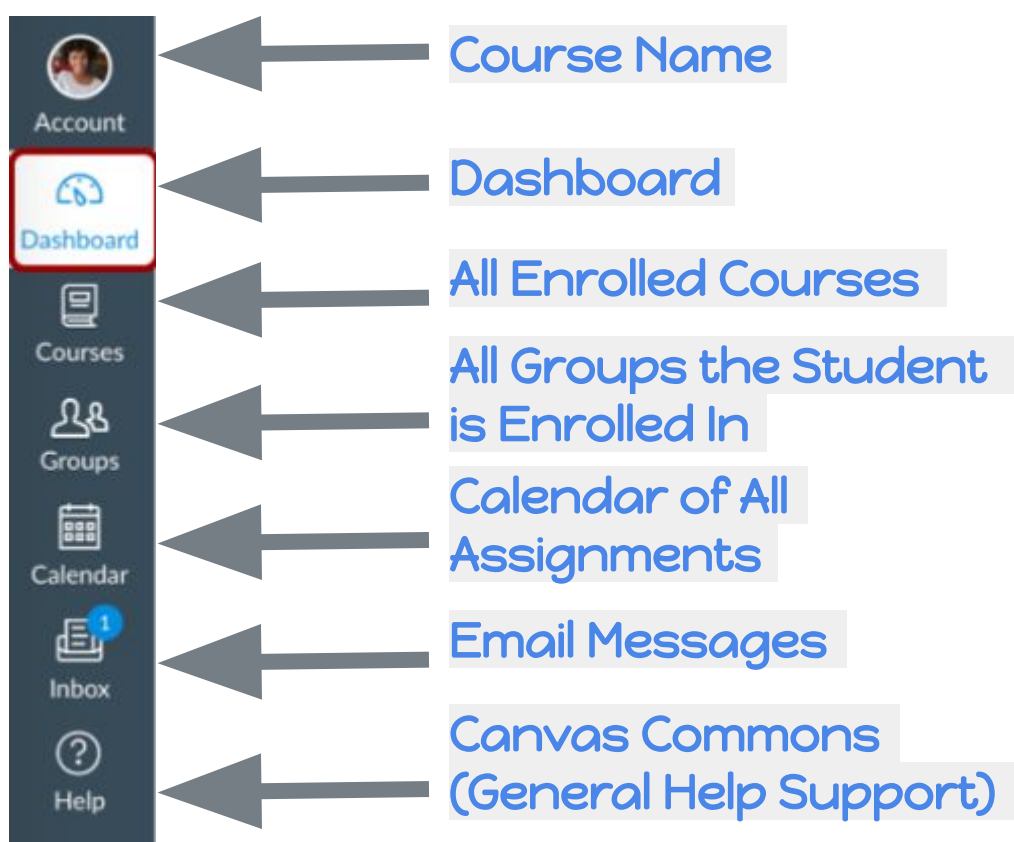 Account
Course Name
Dashboard
Dashboard
Courses
All Enrolled Courses
Groups
All Groups the Student
is Enrolled In
Calendar
Calendar of All
Assignments
1
Inbox
Email Messages
Help
Canvas Commons
(General Help Support)